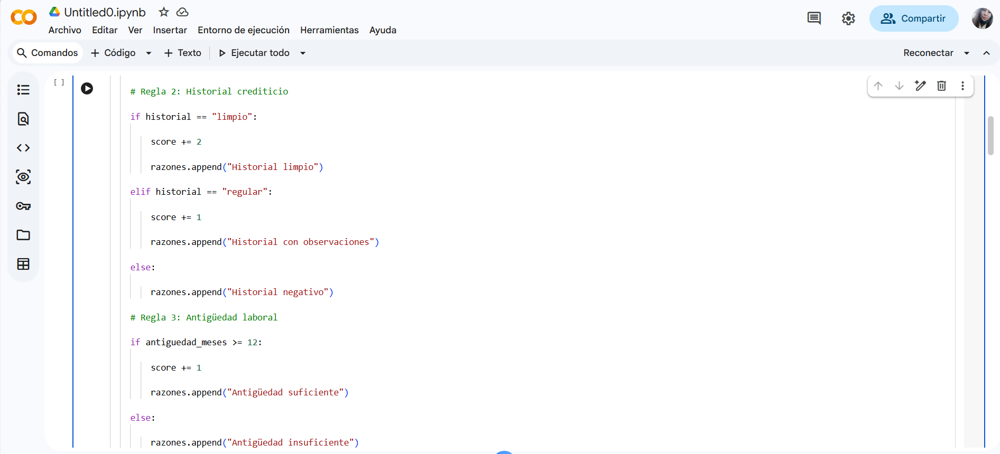 Untitled0.ipynb
Archivo Editar Ver Insertar Entorno de ejecución Herramientas Ayuda
Compartir
Comandos + Código + Texto Ejecutar todo
Reconectar
[ ]
# Regla 2: Historial crediticio
if historial == "limpio":
score += 2
razones.append("Historial limpio")
elif historial == "regular":
score += 1
razones.append("Historial con observaciones")
else:
razones.append("Historial negativo")
# Regla 3: Antigüedad laboral
if antiguedad_meses >= 12:
score += 1
razones.append("Antigüedad suficiente")
else:
razones.append("Antigüedad insuficiente")